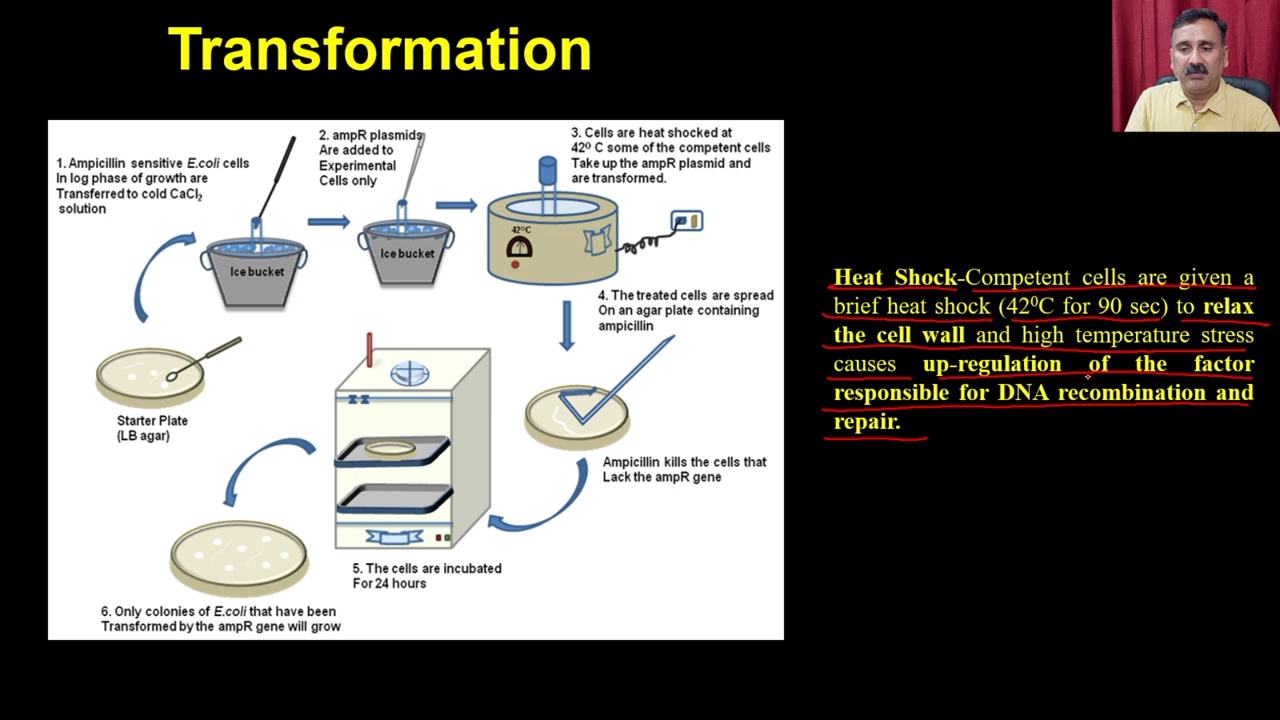 Transformation
1. Ampicillin sensitive E.coli cells
In log phase of growth are
Transferred to cold CaCl₂
solution
2. ampR plasmids
Are added to
Experimental
Cells only
3. Cells are heat shocked at
42⁰ C some of the competent cells
Take up the ampR plasmid and
are transformed.
Ice bucket
Ice bucket
42⁰C
4. The treated cells are spread
On an agar plate containing
ampicillin
Starter Plate
(LB agar)
Ampicillin kills the cells that
Lack the ampR gene
5. The cells are incubated
For 24 hours
6. Only colonies of E.coli that have been
Transformed by the ampR gene will grow
Heat Shock-Competent cells are given a
brief heat shock (42⁰C for 90 sec) to relax
the cell wall and high temperature stress
causes up-regulation of the factor
responsible for DNA recombination and
repair.